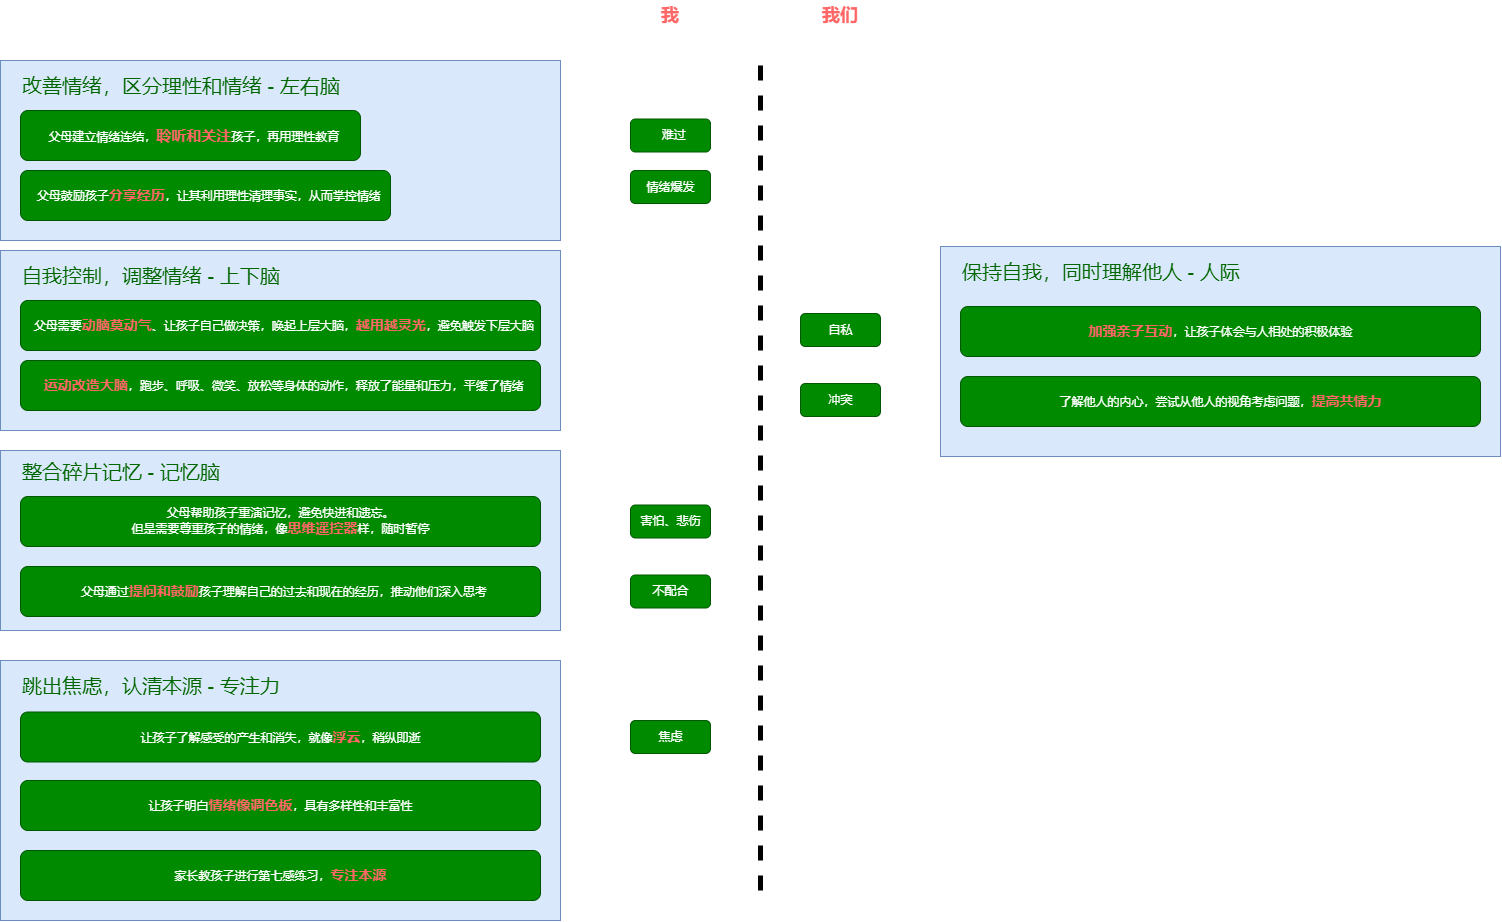 我
我们
改善情绪，区分理性和情绪 - 左右脑
父母建立情绪连结，聆听和关注孩子，再用理性教育
父母鼓励孩子分享经历，让其利用理性清理事实，从而掌控情绪
难过
情绪爆发
自我控制，调整情绪 - 上下脑
父母需要动脑莫动气、让孩子自己做决策，唤起上层大脑，越用越灵光，避免触发下层大脑
运动改造大脑，跑步、呼吸、微笑、放松等身体的动作，释放了能量和压力，平缓了情绪
自私
冲突
保持自我，同时理解他人 - 人际
加强亲子互动，让孩子体会与人相处的积极体验
了解他人的内心，尝试从他人的视角考虑问题，提高共情力
整合碎片记忆 - 记忆脑
父母帮助孩子重演记忆，避免快进和遗忘。
但是需要尊重孩子的情绪，像思维遥控器样，随时暂停
父母通过提问和鼓励孩子理解自己的过去和现在的经历，推动他们深入思考
害怕、悲伤
不配合
跳出焦虑，认清本源 - 专注力
让孩子了解感受的产生和消失，就像浮云，稍纵即逝
让孩子明白情绪像调色板，具有多样性和丰富性
家长教孩子进行第七感练习，专注本源
焦虑